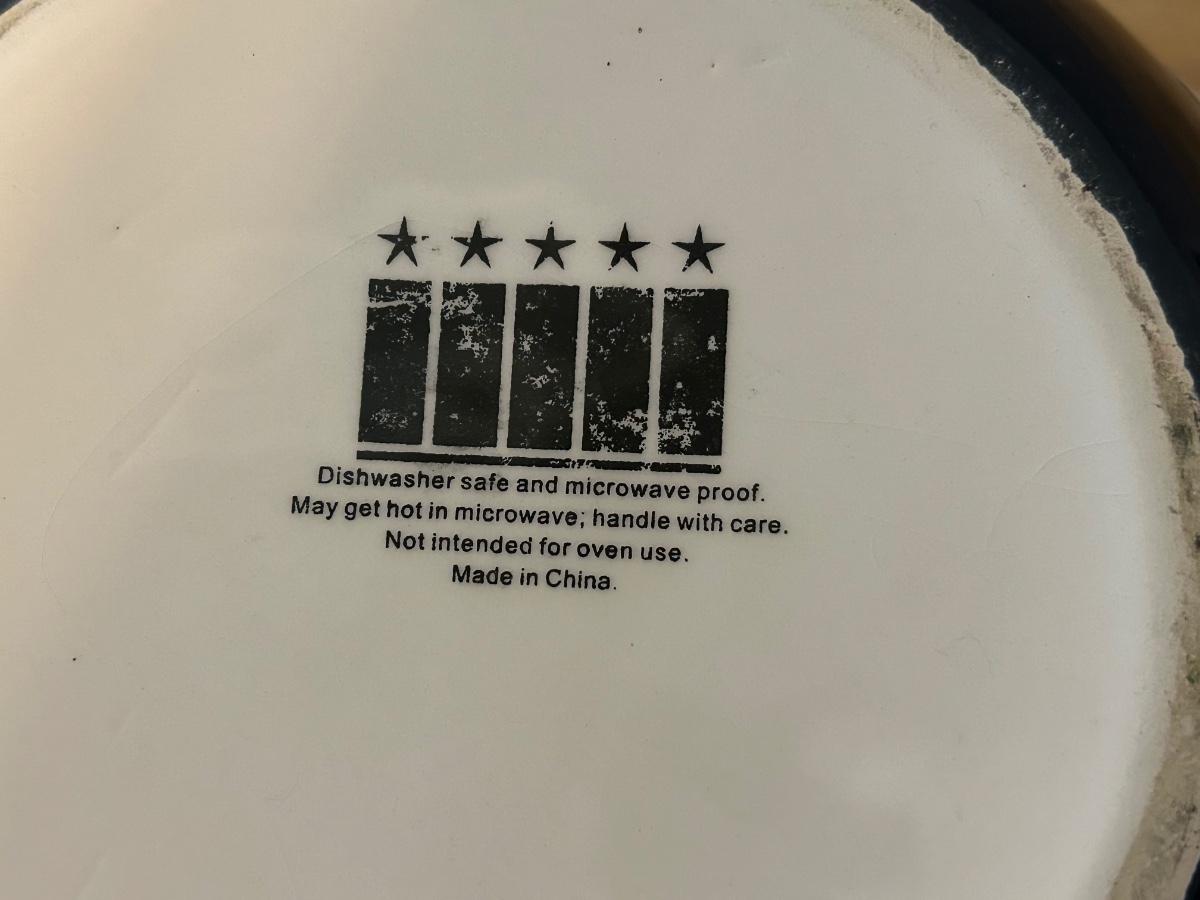 Dishwasher safe and microwave proof.
May get hot in microwave; handle with care.
Not intended for oven use.
Made in China.